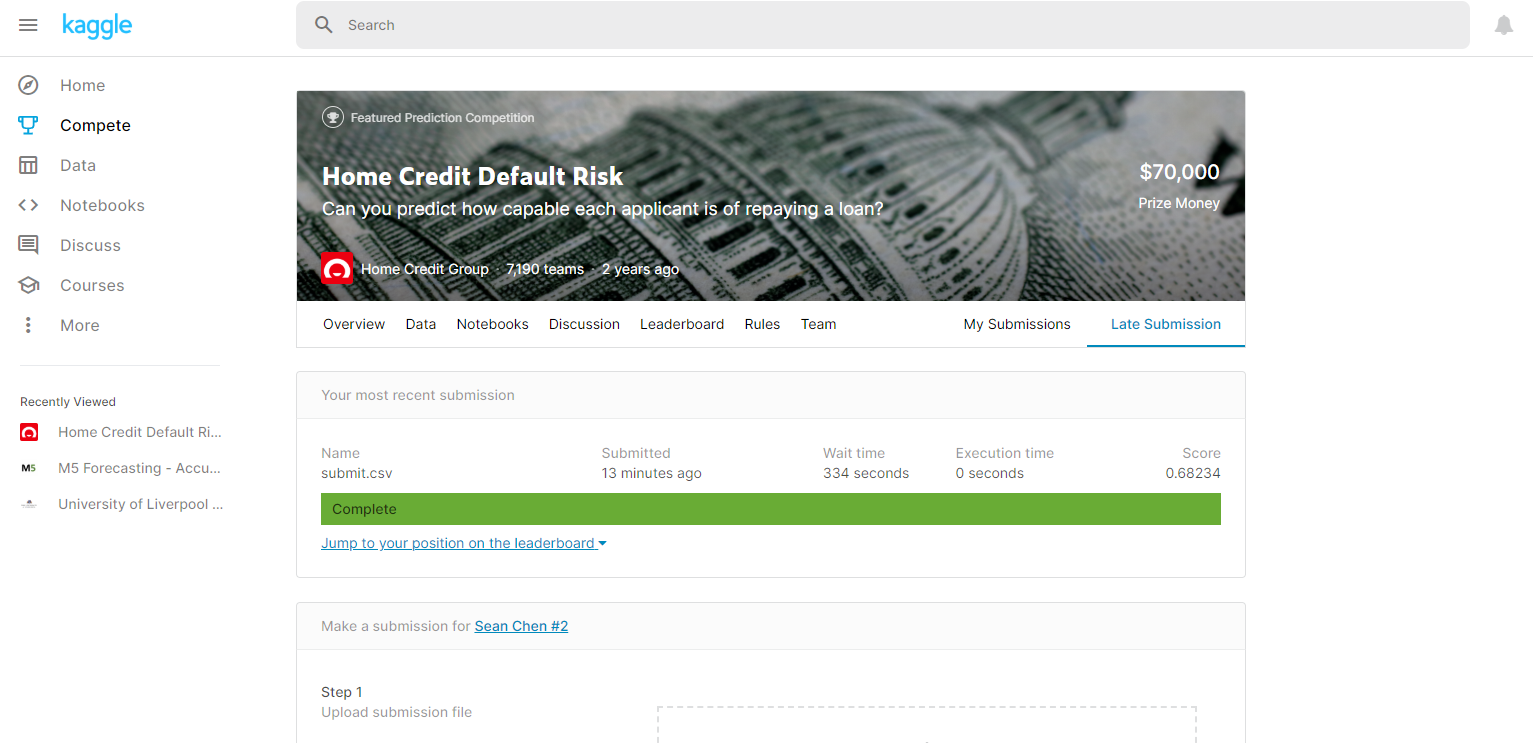 kaggle
Search
Home
Compete
Data
Notebooks
Discuss
Courses
More
Recently Viewed
Home Credit Default Ri...
M5 M5 Forecasting - Accu...
University of Liverpool ...
Featured Prediction Competition
Home Credit Default Risk
Can you predict how capable each applicant is of repaying a loan?
$70,000
Prize Money
Home Credit Group · 7,190 teams · 2 years ago
Overview Data Notebooks Discussion Leaderboard Rules Team My Submissions Late Submission
Your most recent submission
Name Submitted Wait time Execution time Score
submit.csv 13 minutes ago 334 seconds 0 seconds 0.68234
Complete
Jump to your position on the leaderboard
Make a submission for Sean Chen #2
Step 1
Upload submission file